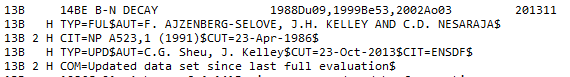 13B     14BE B-N DECAY                1988Du09,1999Be53,2002Ao03         201311
13B   H TYP=FUL$AUT=F. AJZENBERG-SELOVE, J.H. KELLEY AND C.D. NESARAJA$
13B 2 H CIT=NP A523,1 (1991)$CUT=23-Apr-1986$
13B   H TYP=UPD$AUT=C.G. Sheu, J. Kelley$CUT=23-Oct-2013$CIT=ENSDF$
13B 2 H COM=Updated data set since last full evaluation$